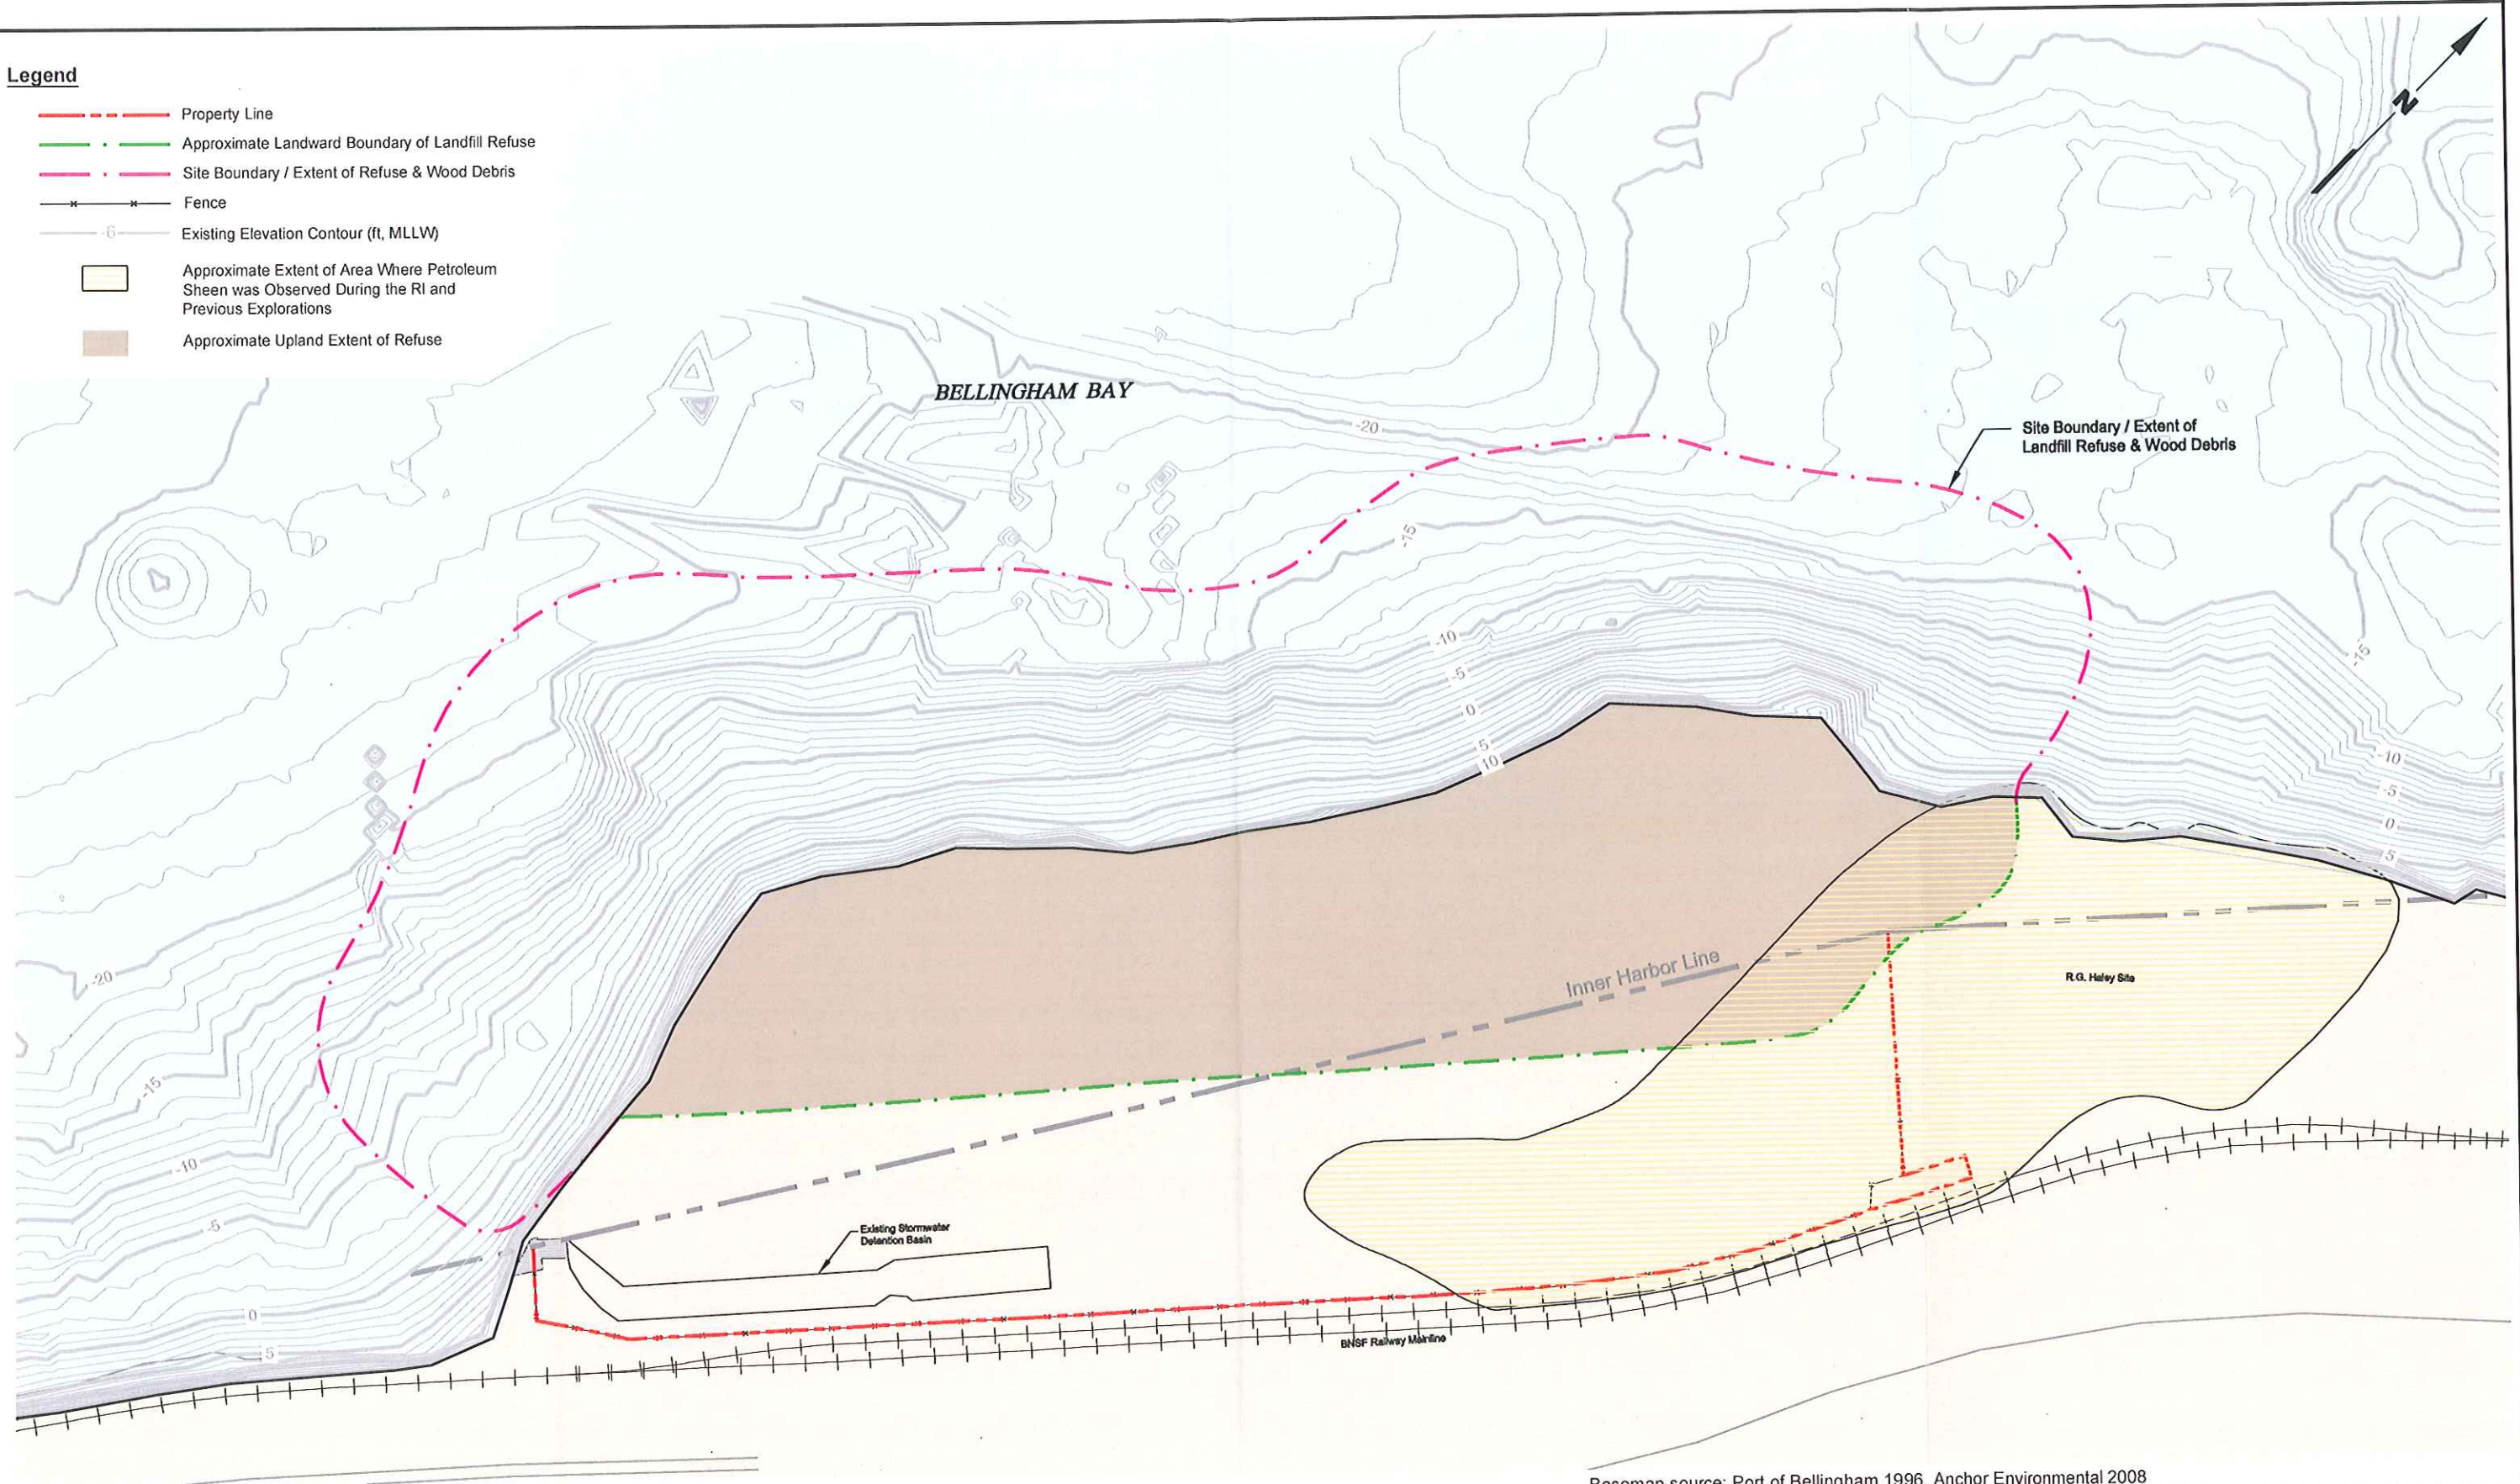 Legend
Property Line
Approximate Landward Boundary of Landfill Refuse
Site Boundary / Extent of Refuse & Wood Debris
Fence
-6
Existing Elevation Contour (ft, MLLW)
Approximate Extent of Area Where Petroleum
Sheen was Observed During the RI and
Previous Explorations
Approximate Upland Extent of Refuse
N
BELLINGHAM BAY
-20
Site Boundary / Extent of
Landfill Refuse & Wood Debris
-15
-10
-5
0
5
10
-15
-10
-5
0
5
Inner Harbor Line
R.G. Haley Site
-20
-15
-10
-5
0
5
Existing Stormwater
Detention Basin
BNSF Railway Mainline
Basemap source: Port of Bellingham 1996, Anchor Environmental 2008